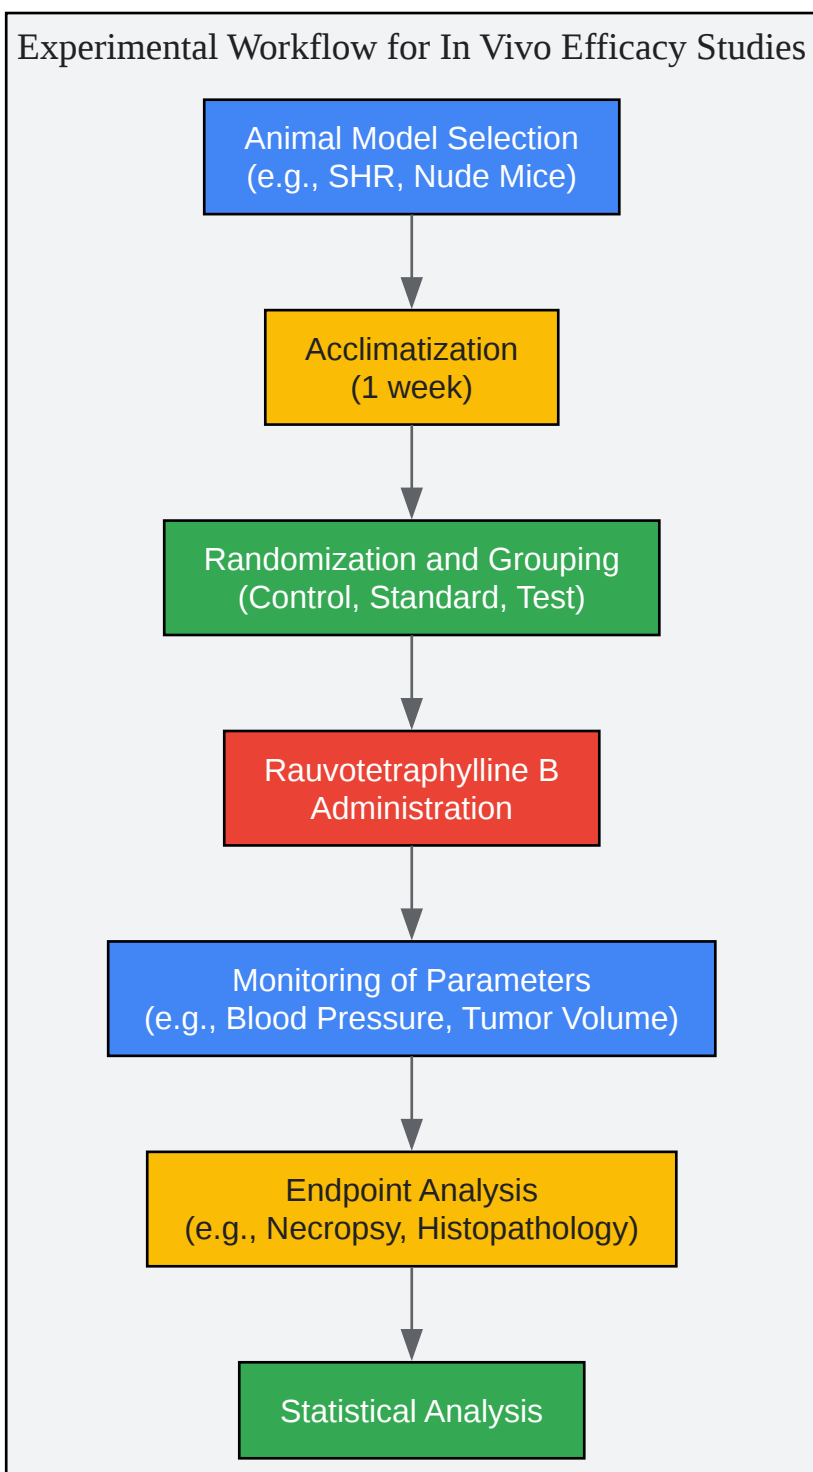 Experimental Workflow for In Vivo Efficacy Studies
Animal Model Selection
(e.g., SHR, Nude Mice)
Acclimatization
(1 week)
Randomization and Grouping
(Control, Standard, Test)
Rauvotetraphylline B
Administration
Monitoring of Parameters
(e.g., Blood Pressure, Tumor Volume)
Endpoint Analysis
(e.g., Necropsy, Histopathology)
Statistical Analysis